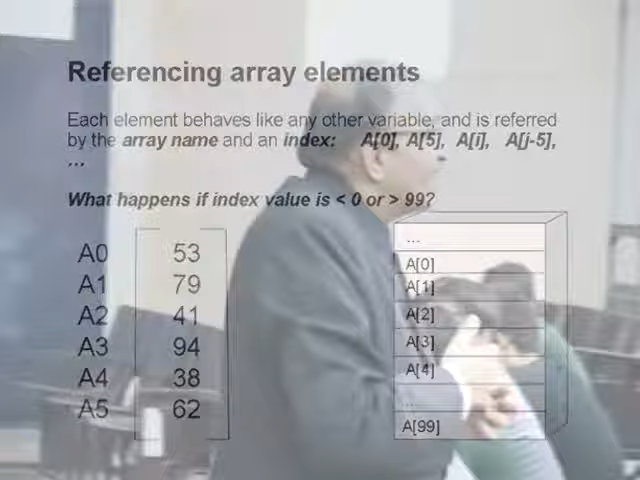 Referencing array elements
Each element behaves like any other variable, and is referred
by the array name and an index: A[0], A[5], A[i], A[j-5],
...
What happens if index value is < 0 or > 99?
A0 53
A1 79
A2 41
A3 94
A4 38
A5 62
...
A[0]
A[1]
A[2]
A[3]
A[4]
...
A[99]